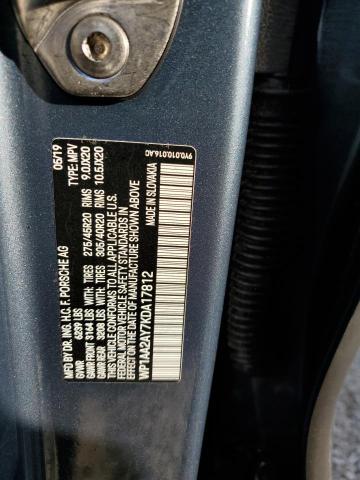 MFD BY: DR. ING. H.C. F. PORSCHE AG 05/19
GVWR 6289 LBS TYPE: MPV
GAWR FRONT 3164 LBS WITH: TIRES 275/45R20 RIMS 9.0JX20
GAWR REAR 3208 LBS WITH: TIRES 305/40R20 RIMS 10.5JX20
THIS VEHICLE CONFORMS TO ALL APPLICABLE U.S.
FEDERAL MOTOR VEHICLE SAFETY STANDARDS IN
EFFECT ON THE DATE OF MANUFACTURE SHOWN ABOVE
WP1AA2AY7KDA17812 MADE IN SLOVAKIA
9Y0.010.016.AC